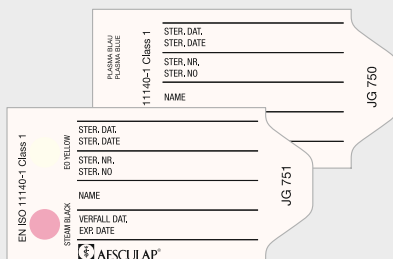 PLASMA BLAU
PLASMA BLUE
11140-1 Class 1
STER. DAT.
STER. DATE
STER. NR.
STER. NO
NAME
JG 750
EN ISO 11140-1 Class 1
EO YELLOW
STEAM BLACK
STER. DAT.
STER. DATE
STER. NR.
STER. NO
NAME
VERFALL DAT.
EXP. DATE
AESCULAP®
JG 751